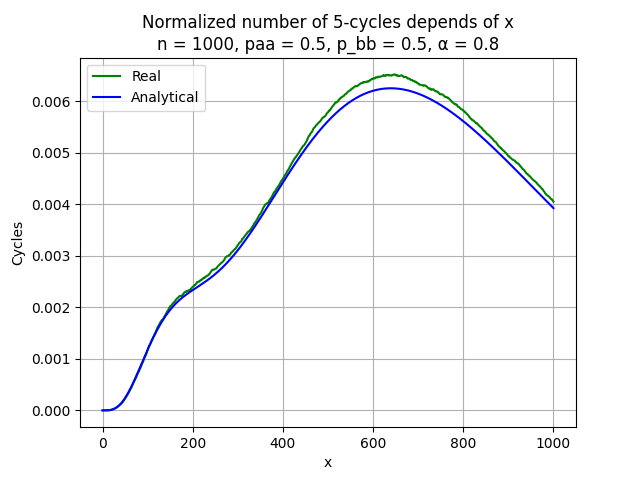 Normalized number of 5-cycles depends of x
n = 1000, paa = 0.5, p_bb = 0.5, α = 0.8
Real
Analytical
0.006
0.005
0.004
0.003
0.002
0.001
0.000
Cycles
0 200 400 600 800 1000
x